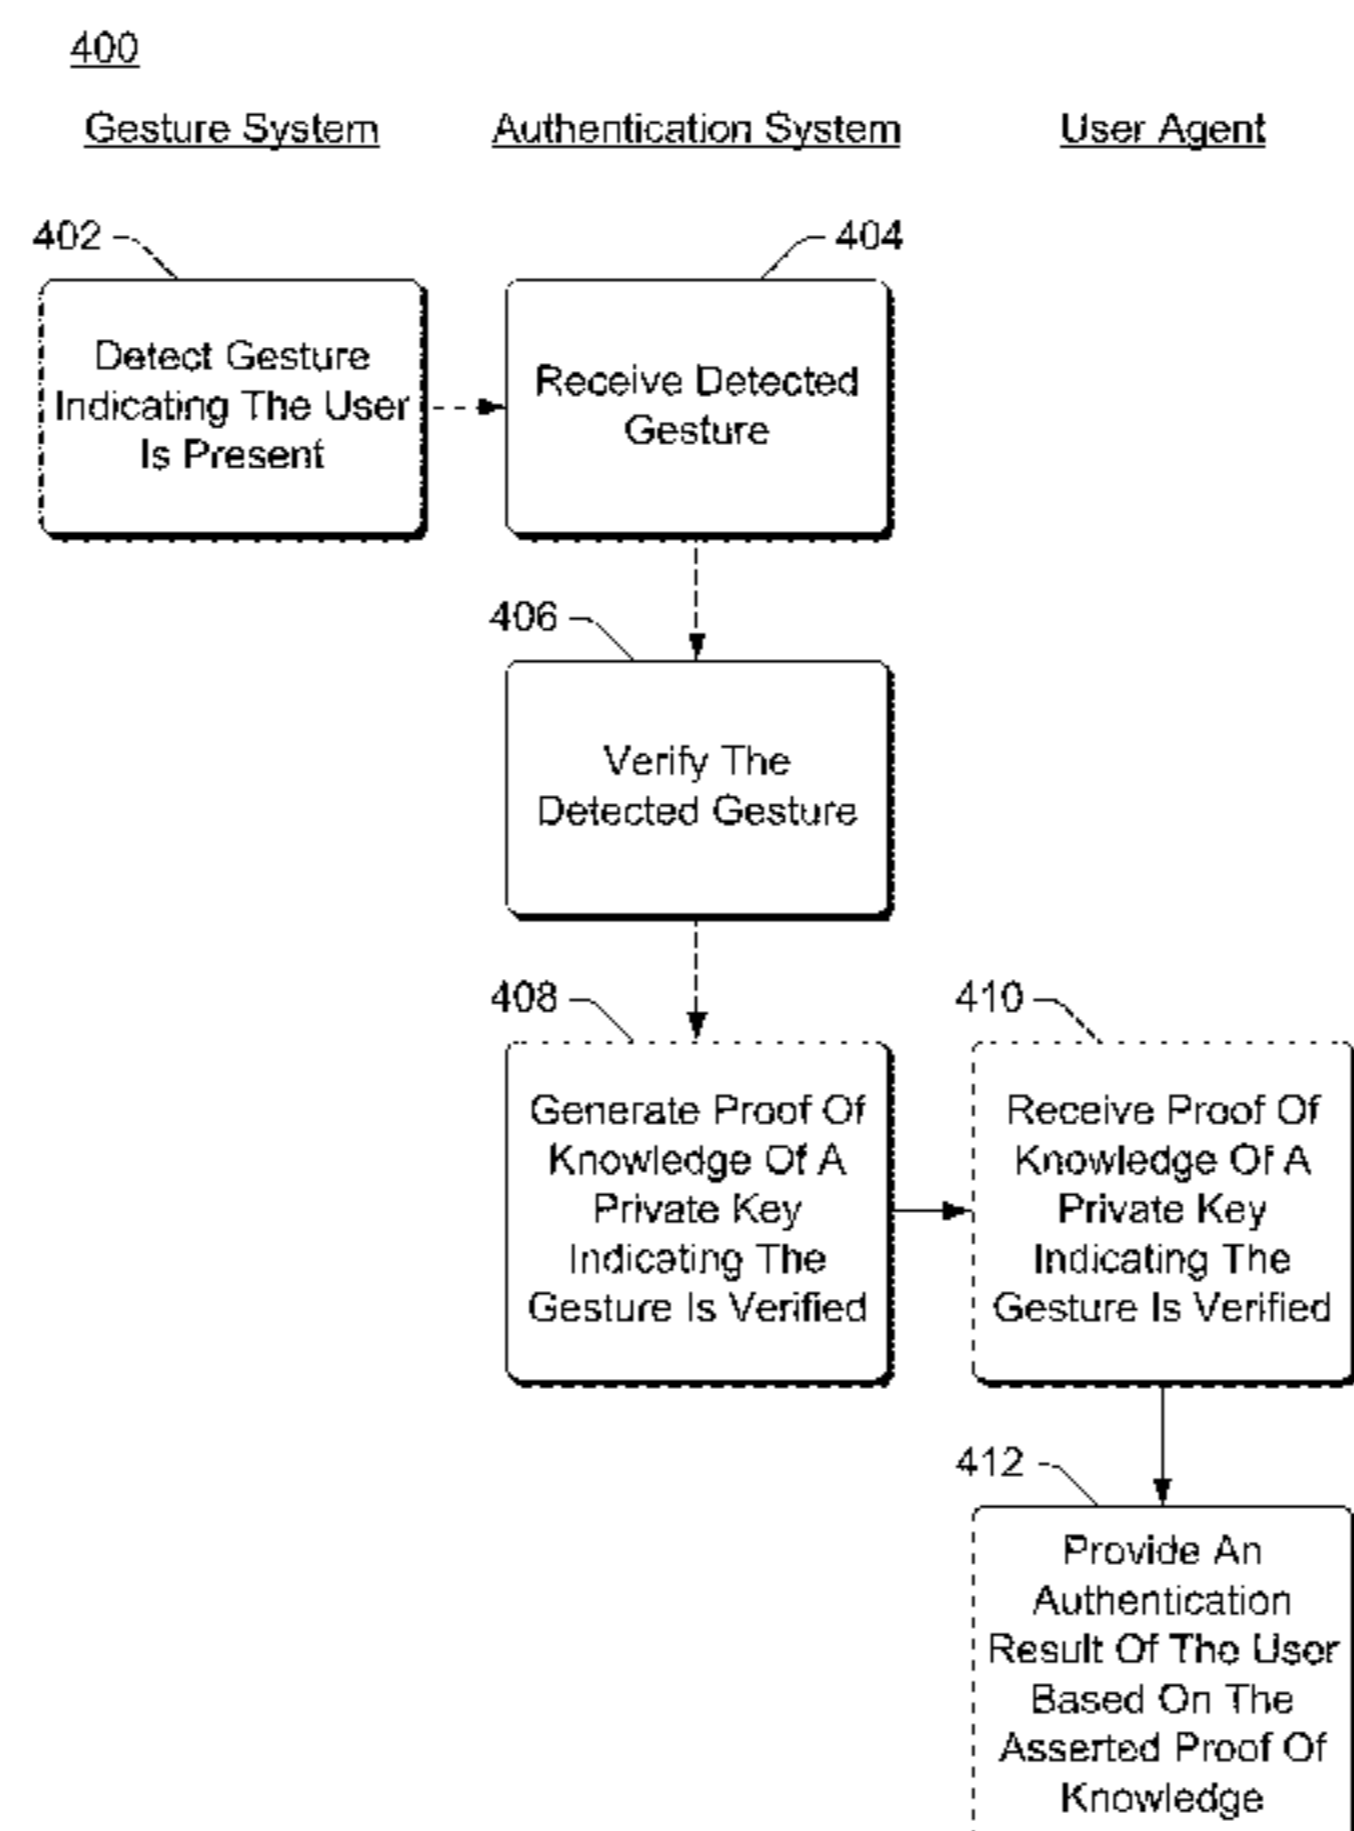 400
Gesture System
Authentication System
User Agent
402
404
Detect Gesture
Indicating The User
Is Present
Receive Detected
Gesture
406
Verify The
Detected Gesture
408
410
Generate Proof Of
Knowledge Of A
Private Key
Indicating The
Gesture Is Verified
Receive Proof Of
Knowledge Of A
Private Key
Indicating The
Gesture Is Verified
412
Provide An
Authentication
Result Of The User
Based On The
Asserted Proof Of
Knowledge